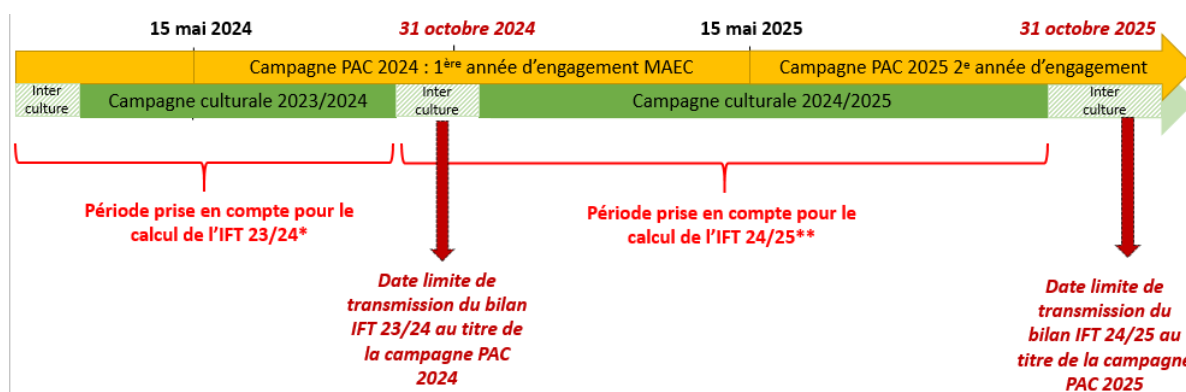 15 mai 2024
31 octobre 2024
15 mai 2025
31 octobre 2025
Campagne PAC 2024 : 1ère année d'engagement MAEC
Campagne PAC 2025 2e année d'engagement
Inter
culture
Campagne culturale 2023/2024
Inter
culture
Campagne culturale 2024/2025
Inter
culture
Période prise en compte pour le
calcul de l'IFT 23/24*
Période prise en compte pour le
calcul de l'IFT 24/25**
Date limite de
transmission du bilan
IFT 23/24 au titre de
la campagne PAC
2024
Date limite de
transmission du
bilan IFT 24/25 au
titre de la campagne
PAC 2025